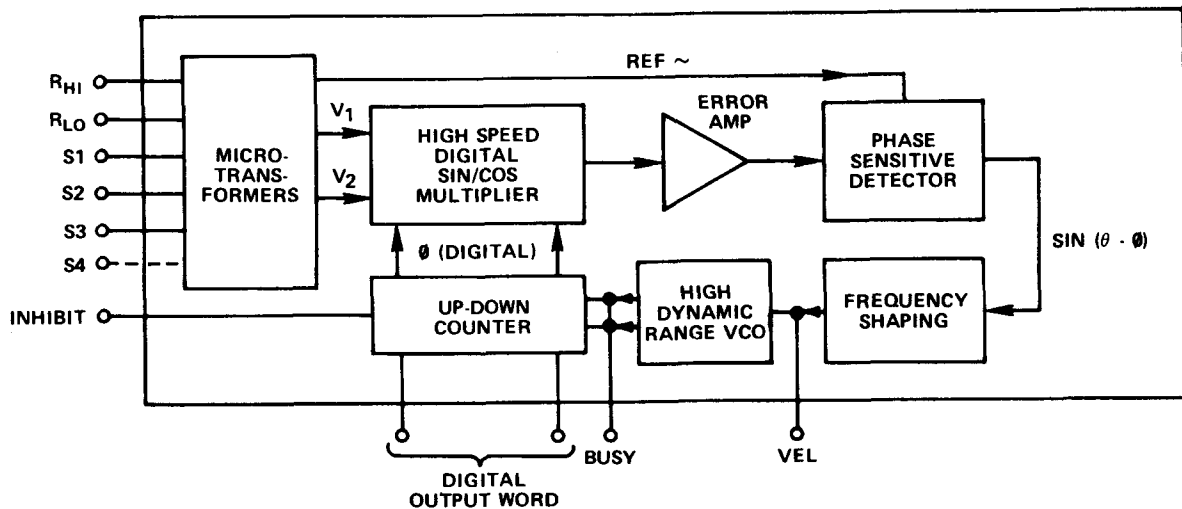 R_HI
R_LO
S1
S2
S3
S4
INHIBIT
MICRO-
TRANS-
FORMERS
V1
V2
HIGH SPEED
DIGITAL
SIN/COS
MULTIPLIER
REF ~
ERROR
AMP
PHASE
SENSITIVE
DETECTOR
SIN (θ - ϕ)
ϕ (DIGITAL)
UP-DOWN
COUNTER
HIGH
DYNAMIC
RANGE VCO
FREQUENCY
SHAPING
BUSY
VEL
DIGITAL
OUTPUT WORD